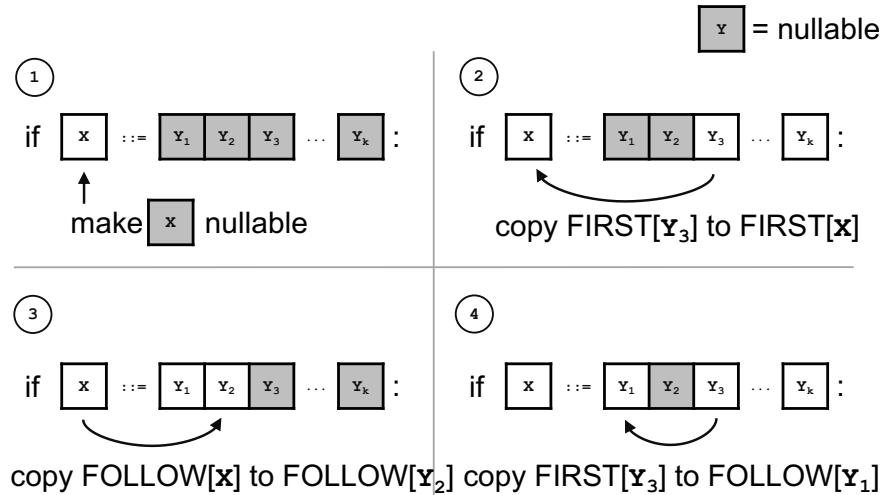 Y = nullable
1
if X ::= Y₁ Y₂ Y₃ ... Yₖ :
make X nullable
2
if X ::= Y₁ Y₂ Y₃ ... Yₖ :
copy FIRST[Y₃] to FIRST[X]
3
if X ::= Y₁ Y₂ Y₃ ... Yₖ :
copy FOLLOW[X] to FOLLOW[Y₂]
4
if X ::= Y₁ Y₂ Y₃ ... Yₖ :
copy FIRST[Y₃] to FOLLOW[Y₁]